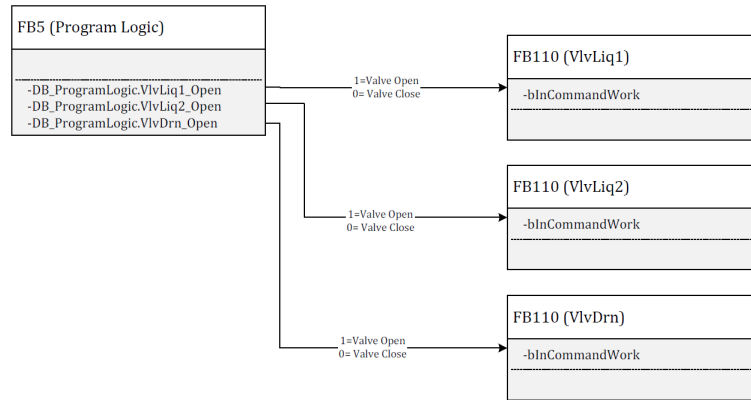 FB5 (Program Logic)
-DB_ProgramLogic.VlvLiq1_Open
-DB_ProgramLogic.VlvLiq2_Open
-DB_ProgramLogic.VlvDrn_Open
1=Valve Open
0= Valve Close
FB110 (VlvLiq1)
-bInCommandWork
1=Valve Open
0= Valve Close
FB110 (VlvLiq2)
-bInCommandWork
1=Valve Open
0= Valve Close
FB110 (VlvDrn)
-bInCommandWork